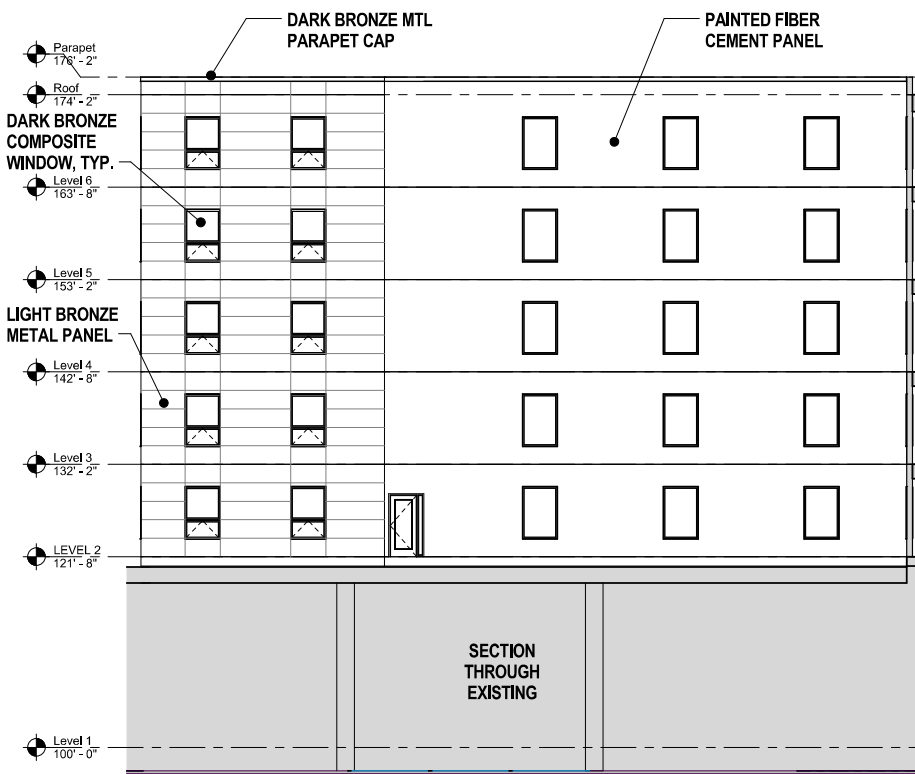 DARK BRONZE MTL
PARAPET CAP
PAINTED FIBER
CEMENT PANEL
Parapet
176' - 2"
Roof
174' - 2"
DARK BRONZE
COMPOSITE
WINDOW, TYP.
Level 6
163' - 8"
Level 5
153' - 2"
LIGHT BRONZE
METAL PANEL
Level 4
142' - 8"
Level 3
132' - 2"
LEVEL 2
121' - 8"
SECTION
THROUGH
EXISTING
Level 1
100' - 0"